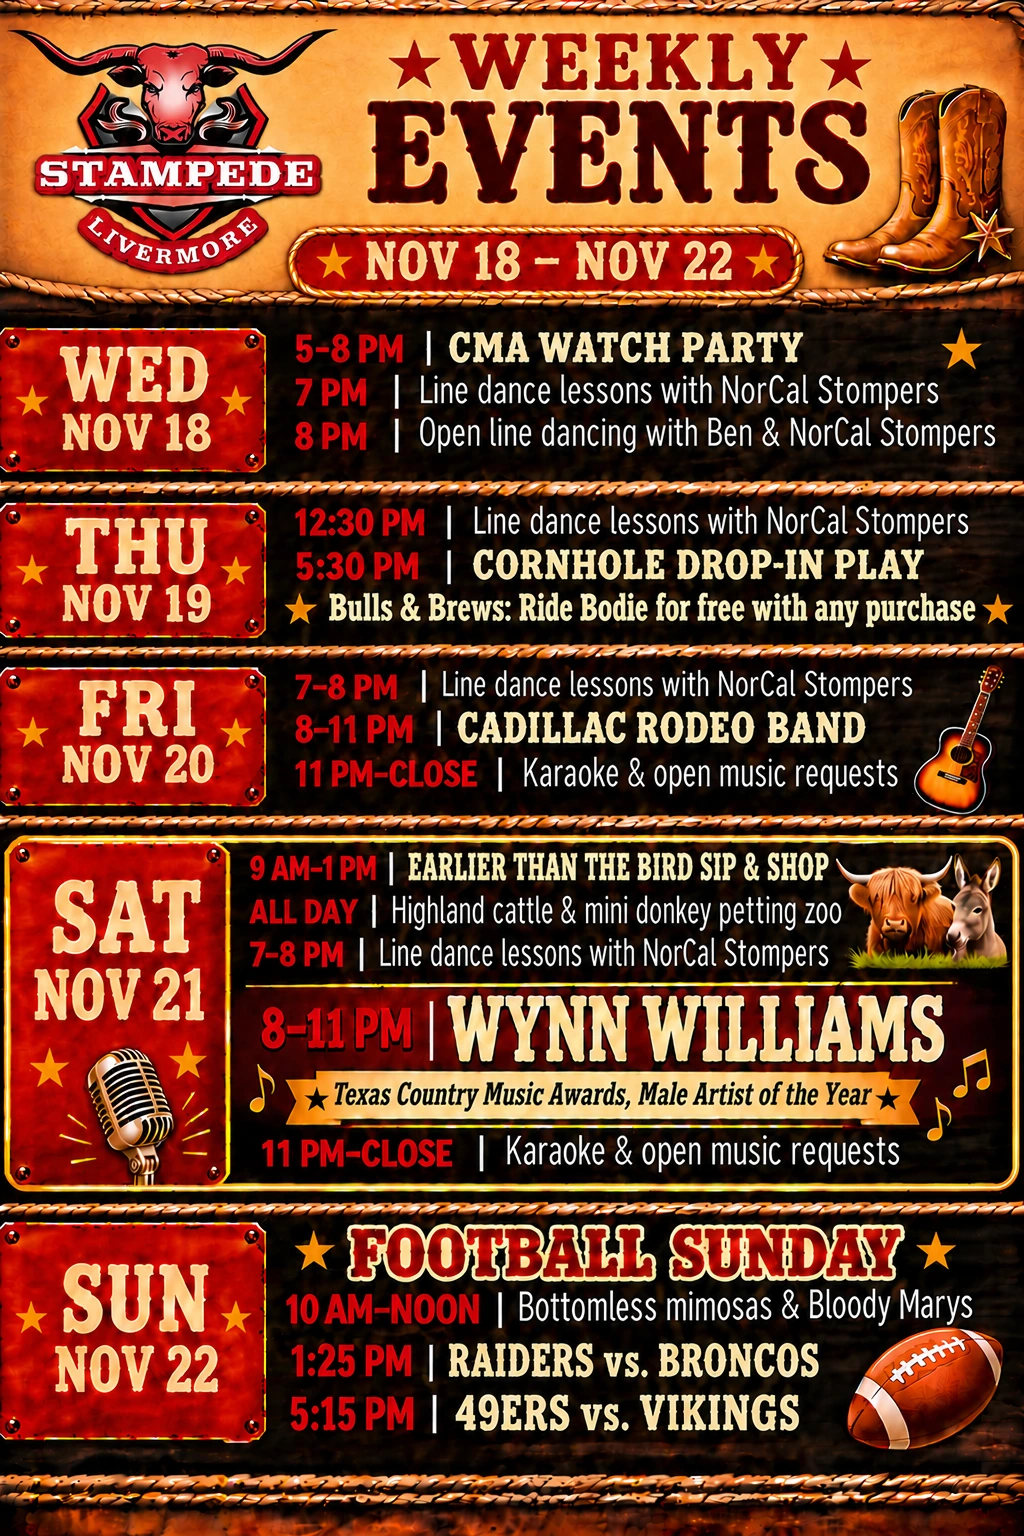 STAMPEDE
LIVERMORE
WEEKLY
EVENTS
NOV 18 – NOV 22
WED
NOV 18
5–8 PM | CMA WATCH PARTY
7 PM | Line dance lessons with NorCal Stompers
8 PM | Open line dancing with Ben & NorCal Stompers
THU
NOV 19
12:30 PM | Line dance lessons with NorCal Stompers
5:30 PM | CORNHOLE DROP-IN PLAY
Bulls & Brews: Ride Bodie for free with any purchase
FRI
NOV 20
7–8 PM | Line dance lessons with NorCal Stompers
8–11 PM | CADILLAC RODEO BAND
11 PM–CLOSE | Karaoke & open music requests
SAT
NOV 21
9 AM–1 PM | EARLIER THAN THE BIRD SIP & SHOP
ALL DAY | Highland cattle & mini donkey petting zoo
7–8 PM | Line dance lessons with NorCal Stompers
8–11 PM | WYNN WILLIAMS
Texas Country Music Awards, Male Artist of the Year
11 PM–CLOSE | Karaoke & open music requests
SUN
NOV 22
FOOTBALL SUNDAY
10 AM–NOON | Bottomless mimosas & Bloody Marys
1:25 PM | RAIDERS vs. BRONCOS
5:15 PM | 49ERS vs. VIKINGS